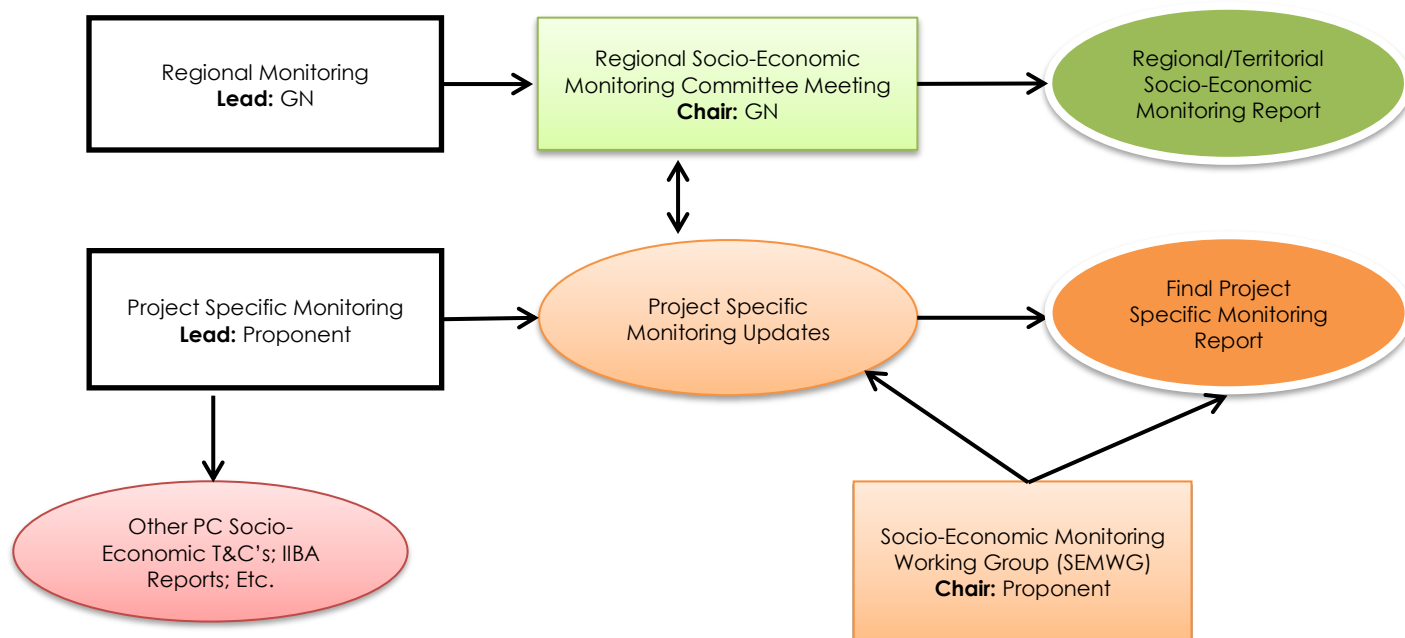 Regional Monitoring
Lead: GN
Regional Socio-Economic
Monitoring Committee Meeting
Chair: GN
Regional/Territorial
Socio-Economic
Monitoring Report
Project Specific Monitoring
Lead: Proponent
Project Specific
Monitoring Updates
Final Project
Specific Monitoring
Report
Other PC Socio-
Economic T&C's; IIBA
Reports; Etc.
Socio-Economic Monitoring
Working Group (SEMWG)
Chair: Proponent